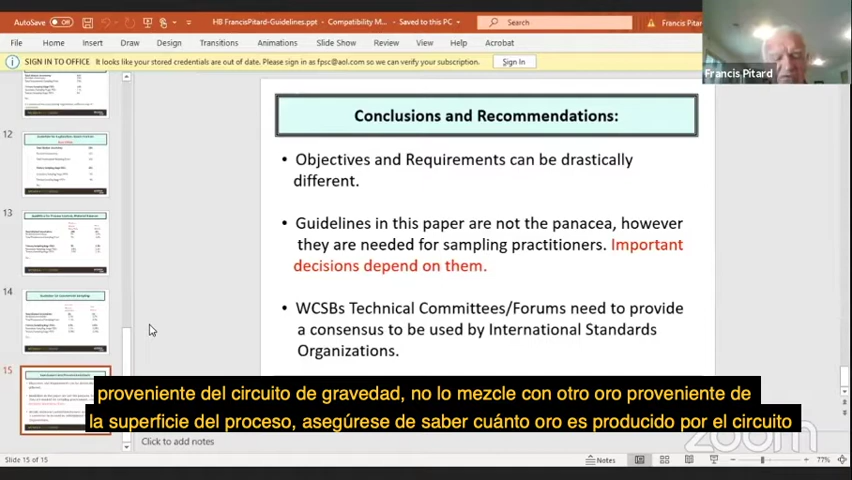 AutoSave
Off
HB FrancisPitard-Guidelines.ppt - Compatibility M... - Saved to this PC
Search
Francis Pitard
File Home Insert Draw Design Transitions Animations Slide Show Review View Help Acrobat
SIGN IN TO OFFICE It looks like your stored credentials are out of date. Please sign in as fpsc@aol.com so we can verify your subscription. Sign In
Francis Pitard
12
13
14
15
Conclusions and Recommendations:
• Objectives and Requirements can be drastically
different.
• Guidelines in this paper are not the panacea, however
they are needed for sampling practitioners. Important
decisions depend on them.
• WCSBs Technical Committees/Forums need to provide
a consensus to be used by International Standards
Organizations.
proveniente del circuito de gravedad, no lo mezcle con otro oro proveniente de
la superficie del proceso, asegúrese de saber cuánto oro es producido por el circuito
zoom
Click to add notes
Slide 15 of 15
Notes
77%